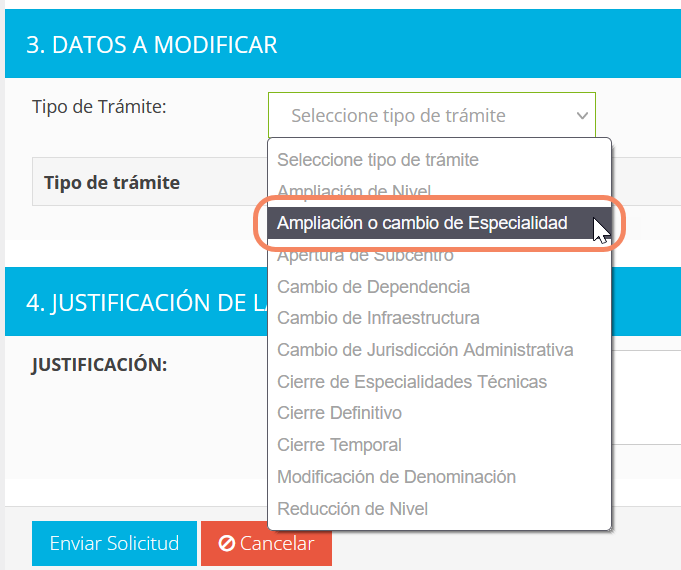 3. DATOS A MODIFICAR
Tipo de Trámite:
Seleccione tipo de trámite
Seleccione tipo de trámite
Tipo de trámite
Ampliación de Nivel
Ampliación o cambio de Especialidad
Apertura de Subcentro
Cambio de Dependencia
4. JUSTIFICACIÓN DE LA
Cambio de Infraestructura
Cambio de Jurisdicción Administrativa
JUSTIFICACIÓN:
Cierre de Especialidades Técnicas
Cierre Definitivo
Cierre Temporal
Modificación de Denominación
Reducción de Nivel
Enviar Solicitud
Cancelar